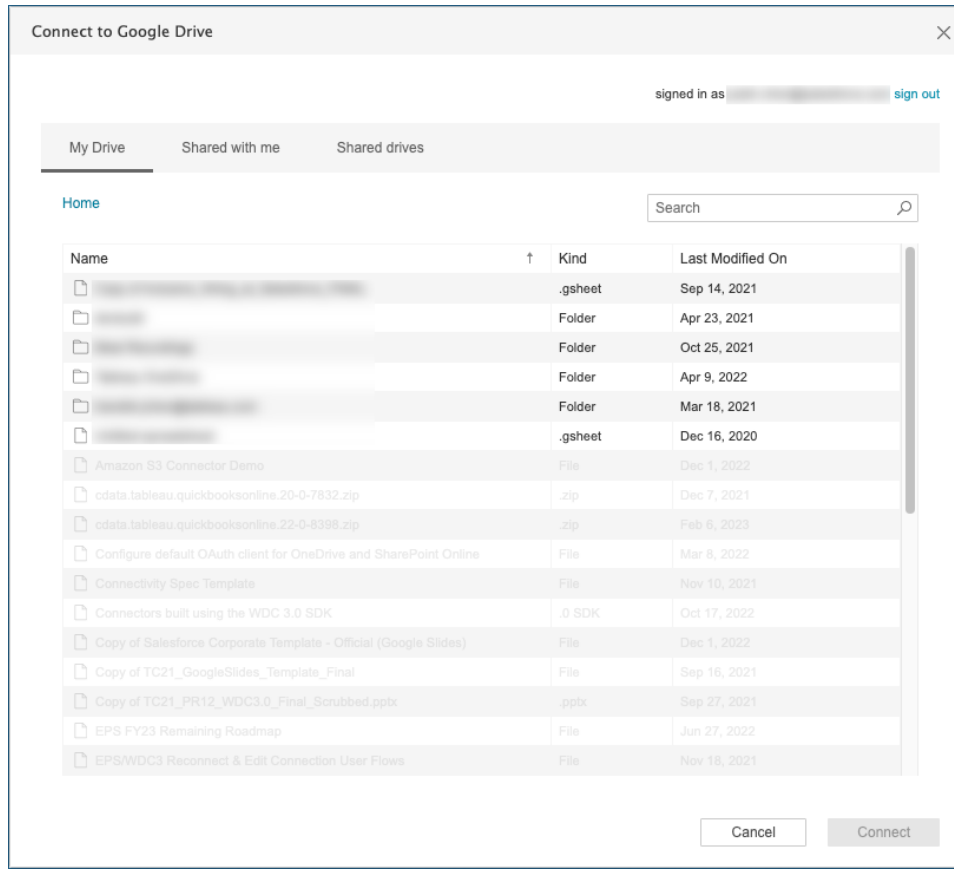 Connect to Google Drive
signed in as sign out
My Drive Shared with me Shared drives
Home
Search
Name ↑ Kind Last Modified On
.gsheet Sep 14, 2021
Folder Apr 23, 2021
Folder Oct 25, 2021
Folder Apr 9, 2022
Folder Mar 18, 2021
.gsheet Dec 16, 2020
Amazon S3 Connector Demo File Dec 1, 2022
cdata.tableau.quickbooksonline.20-0-7832.zip .zip Dec 7, 2021
cdata.tableau.quickbooksonline.22-0-8398.zip .zip Feb 6, 2023
Configure default OAuth client for OneDrive and SharePoint Online File Mar 8, 2022
Connectivity Spec Template File Nov 10, 2021
Connectors built using the WDC 3.0 SDK .0 SDK Oct 17, 2022
Copy of Salesforce Corporate Template - Official (Google Slides) File Dec 1, 2022
Copy of TC21_GoogleSlides_Template_Final File Sep 16, 2021
Copy of TC21_PR12_WDC3.0_Final_Scrubbed.pptx .pptx Sep 27, 2021
EPS FY23 Remaining Roadmap File Jun 27, 2022
EPS/WDC3 Reconnect & Edit Connection User Flows File Nov 18, 2021
Cancel Connect